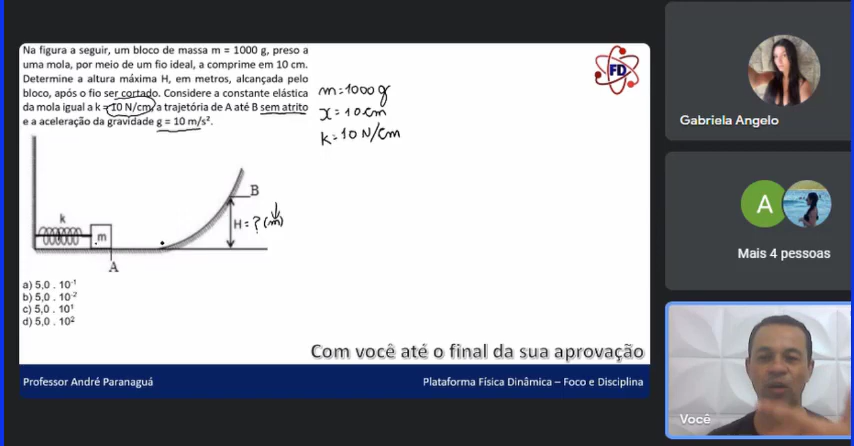 Na figura a seguir, um bloco de massa m = 1000 g, preso a
uma mola, por meio de um fio ideal, a comprime em 10 cm.
Determine a altura máxima H, em metros, alcançada pelo
bloco, após o fio ser cortado. Considere a constante elástica
da mola igual a k = 10 N/cm, a trajetória de A até B sem atrito
e a aceleração da gravidade g = 10 m/s².
m=1000g
x=10cm
k=10N/cm
FD
k
m
A
B
H=?(m)
a) 5,0 . 10⁻¹
b) 5,0 . 10⁻²
c) 5,0 . 10¹
d) 5,0 . 10²
Com você até o final da sua aprovação
Professor André Paranaguá
Plataforma Física Dinâmica – Foco e Disciplina
Gabriela Angelo
A
Mais 4 pessoas
Você